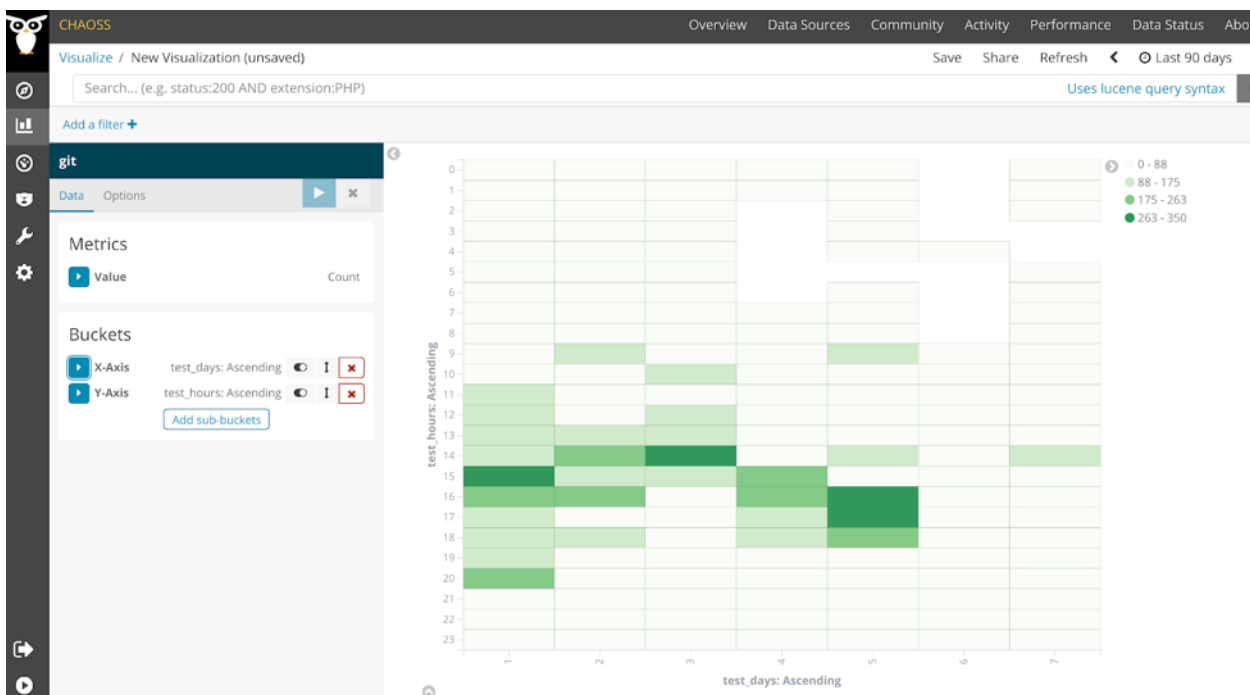 CHAOSS Overview Data Sources Community Activity Performance Data Status Abo
Visualize / New Visualization (unsaved) Save Share Refresh Last 90 days
Search... (e.g. status:200 AND extension:PHP) Uses lucene query syntax
Add a filter +
git
Data Options
Metrics
Value Count
Buckets
X-Axis test_days: Ascending
Y-Axis test_hours: Ascending
Add sub-buckets
test_hours: Ascending
0
1
2
3
4
5
6
7
8
9
10
11
12
13
14
15
16
17
18
19
20
21
22
23
1 2 3 4 5 6 7
test_days: Ascending
0 - 88
88 - 175
175 - 263
263 - 350